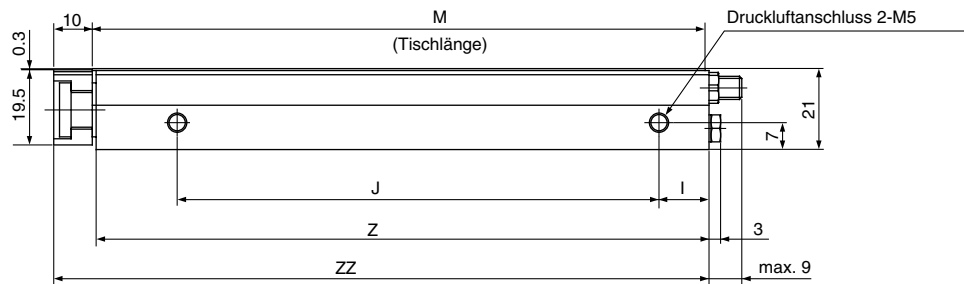 10
M
(Tischlänge)
Druckluftanschluss 2-M5
0.3
19.5
21
7
J
I
Z
3
ZZ
max. 9